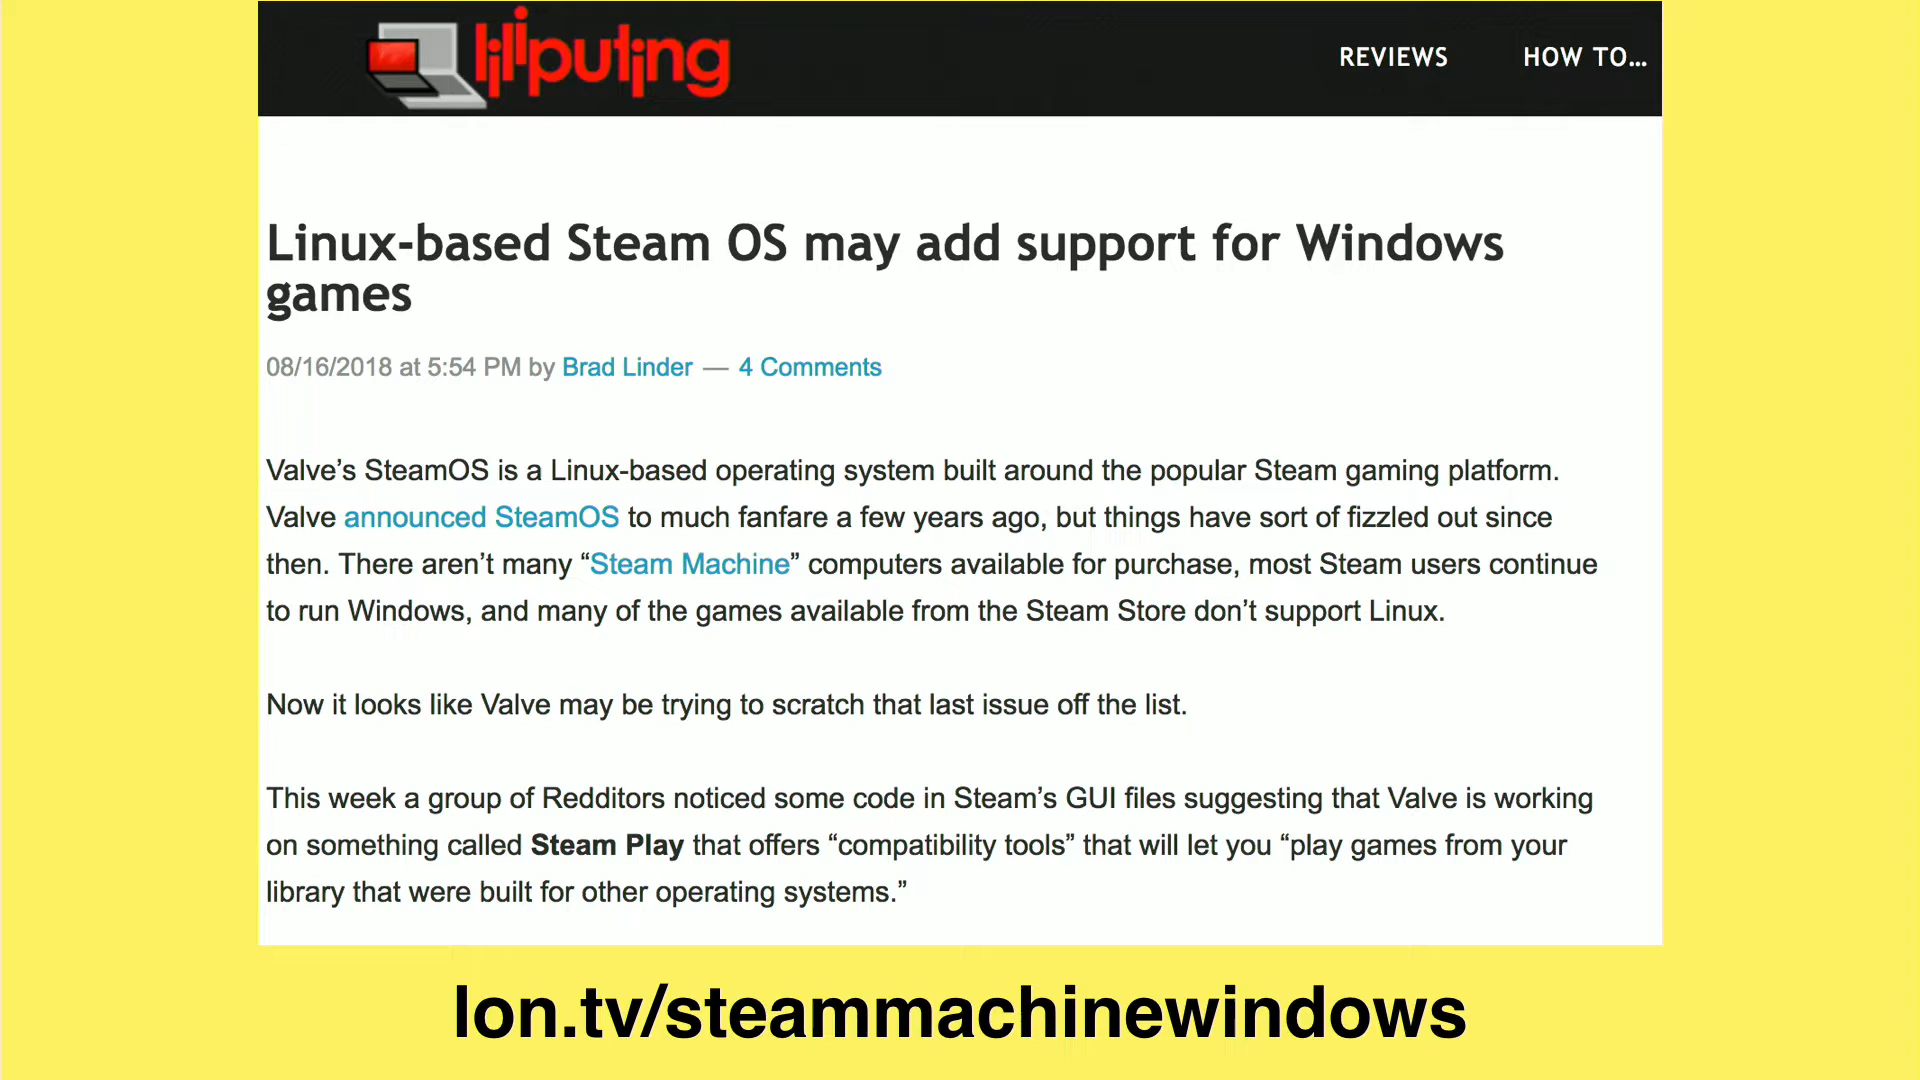 liliputing
REVIEWS HOW TO...
Linux-based Steam OS may add support for Windows
games
08/16/2018 at 5:54 PM by Brad Linder — 4 Comments
Valve’s SteamOS is a Linux-based operating system built around the popular Steam gaming platform.
Valve announced SteamOS to much fanfare a few years ago, but things have sort of fizzled out since
then. There aren’t many “Steam Machine” computers available for purchase, most Steam users continue
to run Windows, and many of the games available from the Steam Store don’t support Linux.
Now it looks like Valve may be trying to scratch that last issue off the list.
This week a group of Redditors noticed some code in Steam’s GUI files suggesting that Valve is working
on something called Steam Play that offers “compatibility tools” that will let you “play games from your
library that were built for other operating systems.”
lon.tv/steammachinewindows